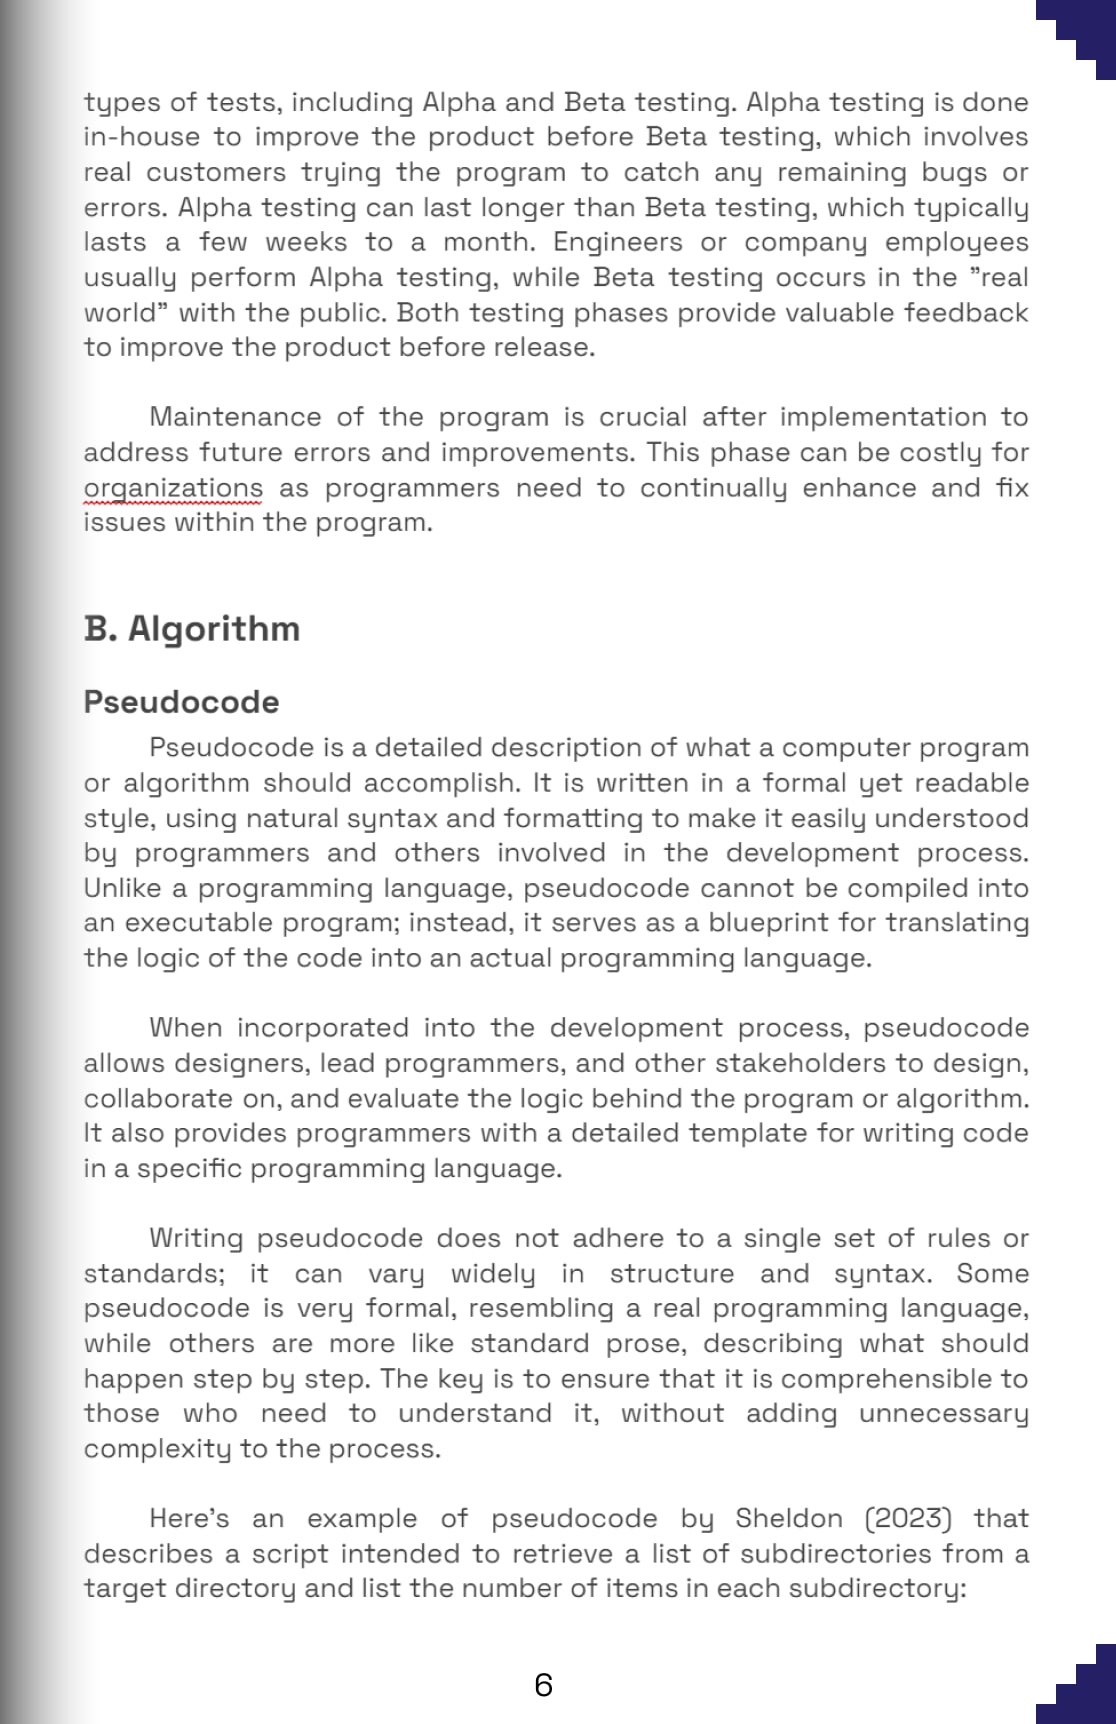 types of tests, including Alpha and Beta testing. Alpha testing is done
in-house to improve the product before Beta testing, which involves
real customers trying the program to catch any remaining bugs or
errors. Alpha testing can last longer than Beta testing, which typically
lasts a few weeks to a month. Engineers or company employees
usually perform Alpha testing, while Beta testing occurs in the ”real
world” with the public. Both testing phases provide valuable feedback
to improve the product before release.
Maintenance of the program is crucial after implementation to
address future errors and improvements. This phase can be costly for
organizations as programmers need to continually enhance and fix
issues within the program.
B. Algorithm
Pseudocode
Pseudocode is a detailed description of what a computer program
or algorithm should accomplish. It is written in a formal yet readable
style, using natural syntax and formatting to make it easily understood
by programmers and others involved in the development process.
Unlike a programming language, pseudocode cannot be compiled into
an executable program; instead, it serves as a blueprint for translating
the logic of the code into an actual programming language.
When incorporated into the development process, pseudocode
allows designers, lead programmers, and other stakeholders to design,
collaborate on, and evaluate the logic behind the program or algorithm.
It also provides programmers with a detailed template for writing code
in a specific programming language.
Writing pseudocode does not adhere to a single set of rules or
standards; it can vary widely in structure and syntax. Some
pseudocode is very formal, resembling a real programming language,
while others are more like standard prose, describing what should
happen step by step. The key is to ensure that it is comprehensible to
those who need to understand it, without adding unnecessary
complexity to the process.
Here’s an example of pseudocode by Sheldon (2023) that
describes a script intended to retrieve a list of subdirectories from a
target directory and list the number of items in each subdirectory:
6